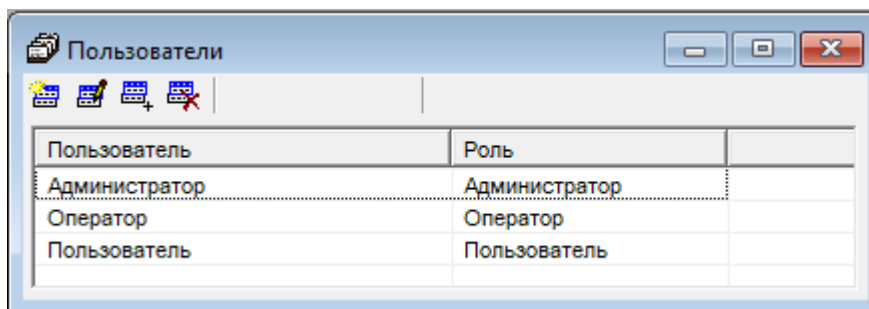 Пользователи
Пользователь Роль
Администратор Администратор
Оператор Оператор
Пользователь Пользователь